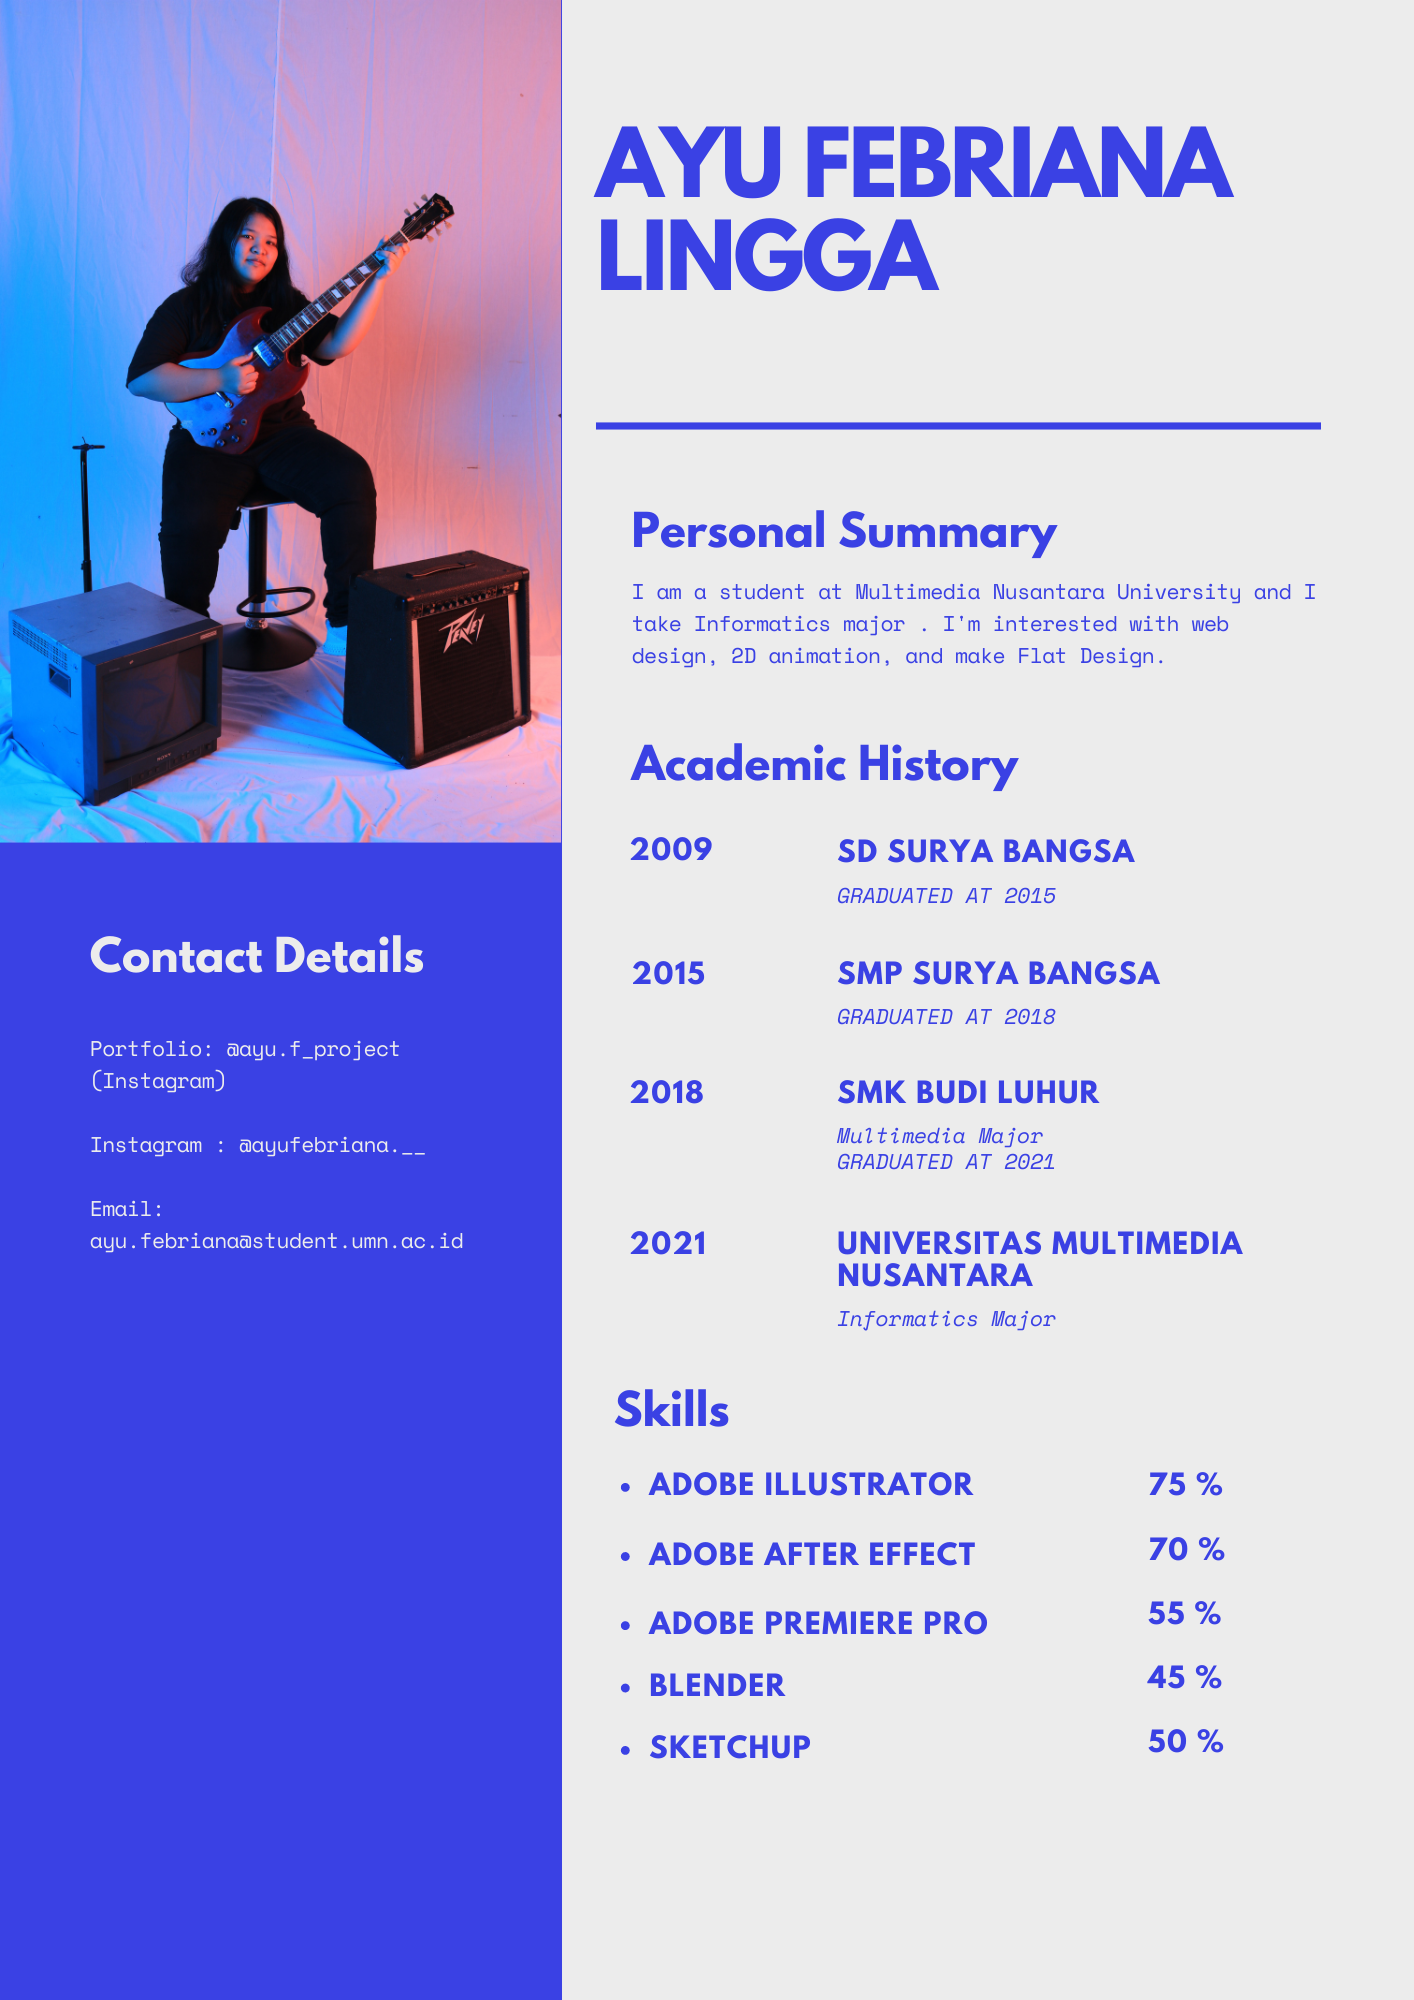 AYU FEBRIANA
LINGGA
PEAVEY
SONY
Contact Details
Portfolio: @ayu.f_project
(Instagram)
Instagram : @ayufebriana.__
Email:
ayu.febriana@student.umn.ac.id
Personal Summary
I am a student at Multimedia Nusantara University and I
take Informatics major . I'm interested with web
design, 2D animation, and make Flat Design.
Academic History
2009 SD SURYA BANGSA
GRADUATED AT 2015
2015 SMP SURYA BANGSA
GRADUATED AT 2018
2018 SMK BUDI LUHUR
Multimedia Major
GRADUATED AT 2021
2021 UNIVERSITAS MULTIMEDIA
NUSANTARA
Informatics Major
Skills
• ADOBE ILLUSTRATOR 75 %
• ADOBE AFTER EFFECT 70 %
• ADOBE PREMIERE PRO 55 %
• BLENDER 45 %
• SKETCHUP 50 %